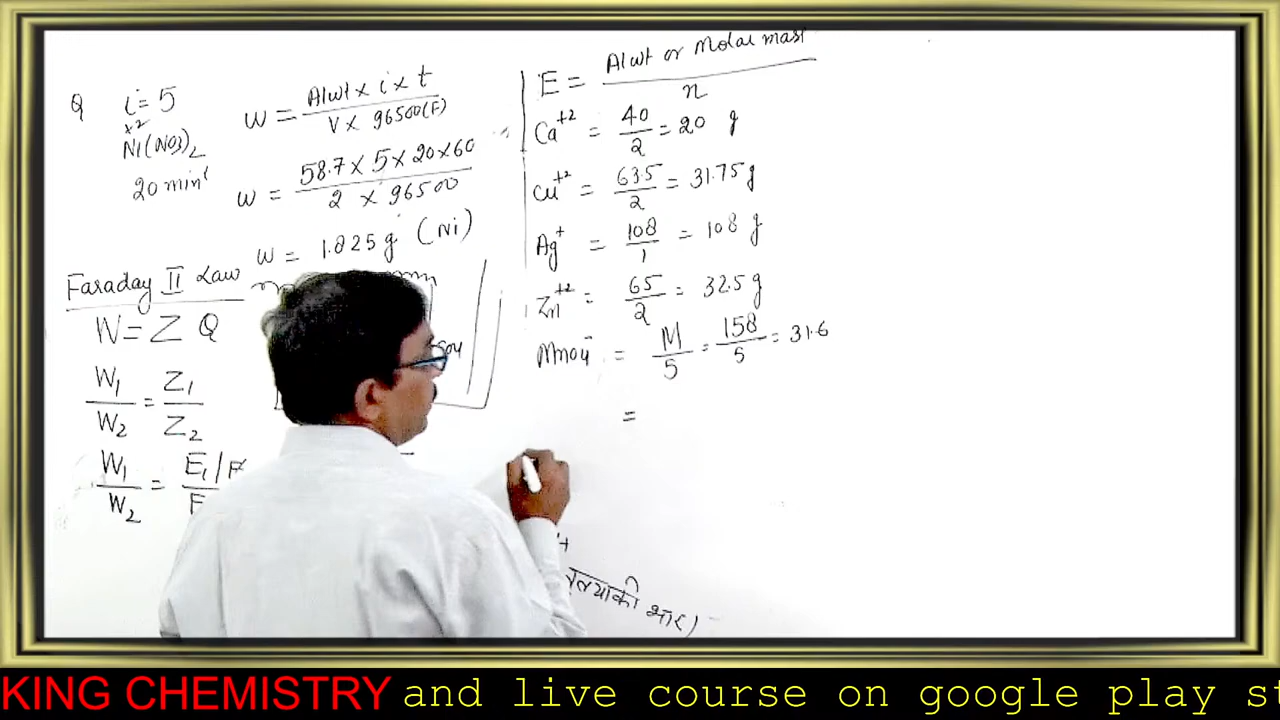 Q i = 5
x2
Ni(NO3)2
20 min
w = At wt x i x t / V x 96500(F)
w = 58.7 x 5 x 20 x 60 / 2 x 96500
w = 1.825 g (Ni)
Faraday II Law
W = Z Q
W1 / W2 = Z1 / Z2
W1 / W2 = E1/F
E = At wt or Molar mass / n
Ca+2 = 40 / 2 = 20 g
Cu+2 = 63.5 / 2 = 31.75 g
Ag+ = 108 / 1 = 108 g
Zn+2 = 65 / 2 = 32.5 g
MnO4- = M / 5 = 158 / 5 = 31.6
=
KING CHEMISTRY and live course on google play st